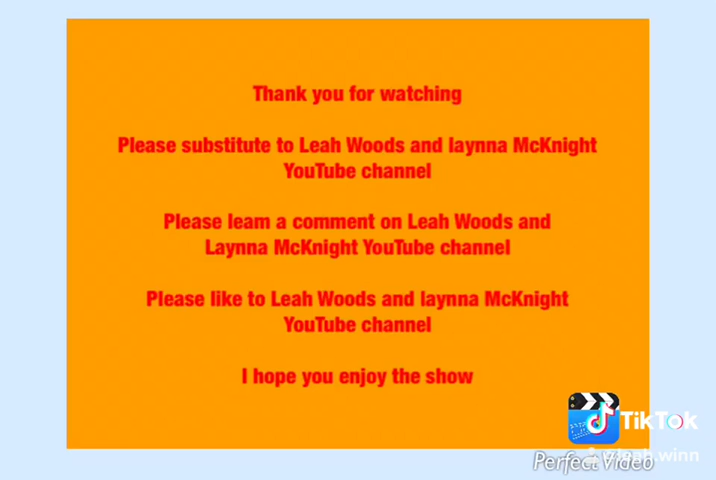 Thank you for watching
Please substitute to Leah Woods and laynna McKnight
YouTube channel
Please leam a comment on Leah Woods and
Laynna McKnight YouTube channel
Please like to Leah Woods and laynna McKnight
YouTube channel
I hope you enjoy the show
TikTok
Perfect Video